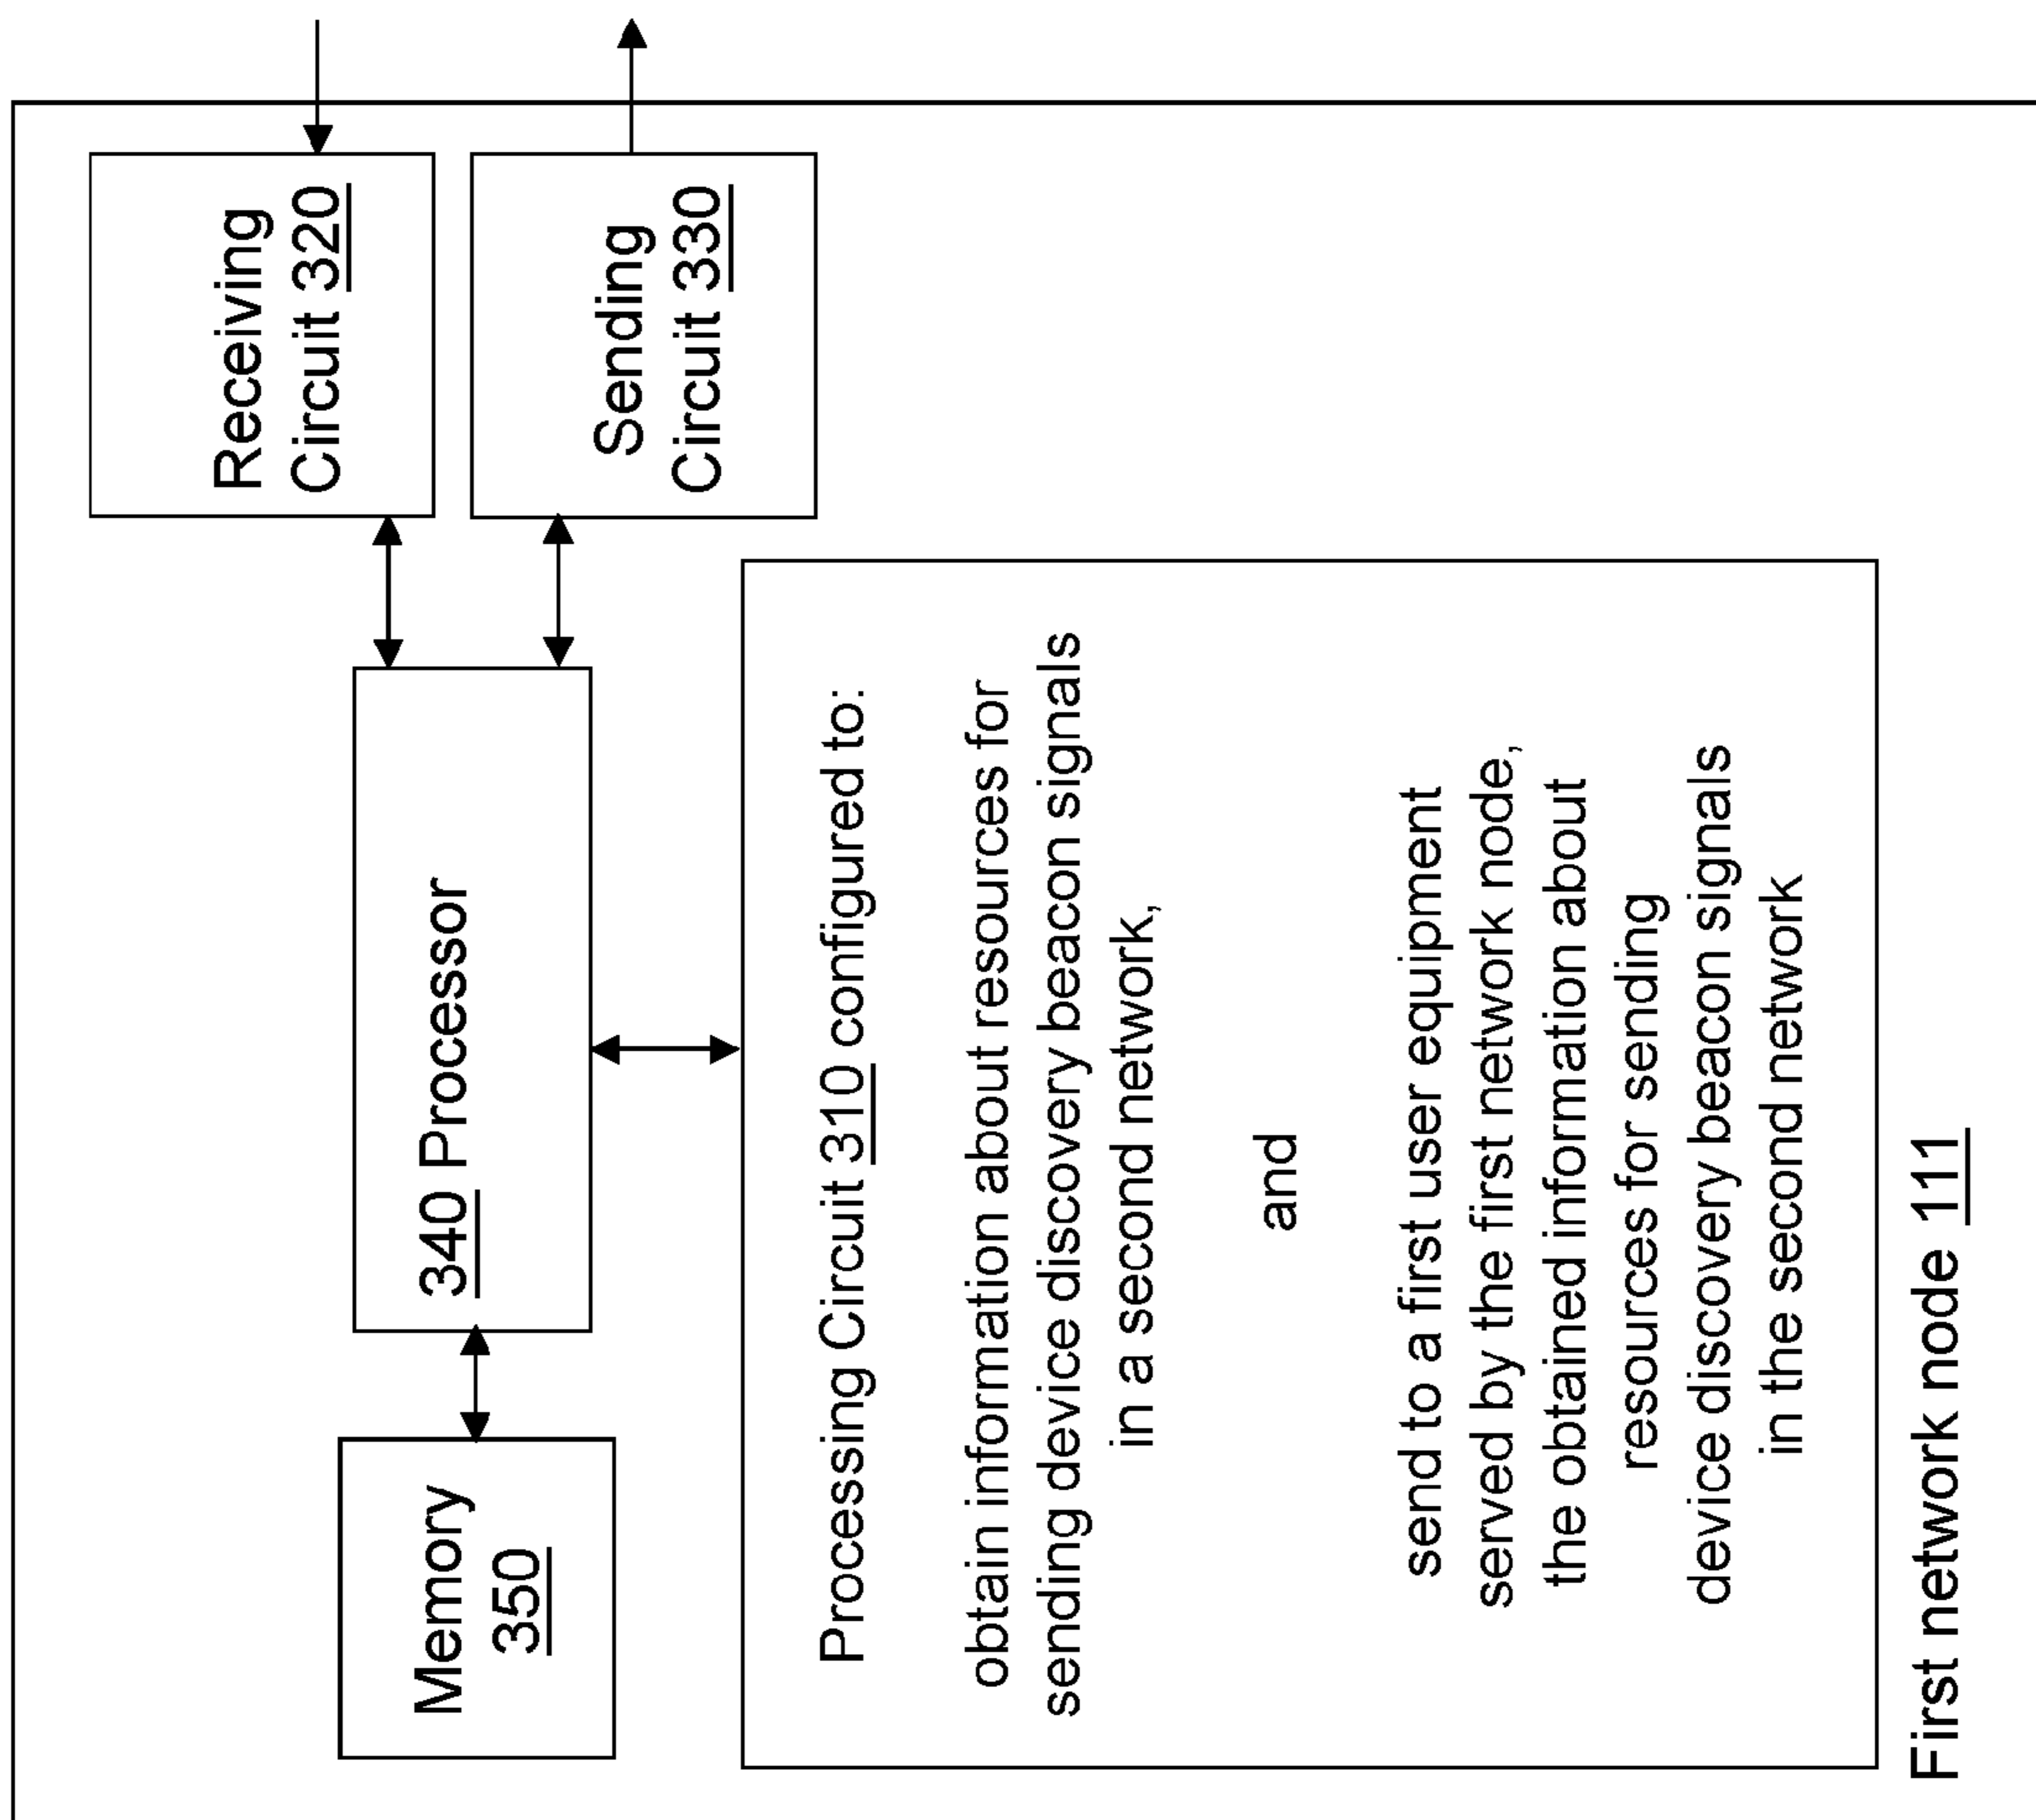 Receiving
Circuit 320
Sending
Circuit 330
340 Processor
Memory
350
Processing Circuit 310 configured to:
obtain information about resources for
sending device discovery beacon signals
in a second network,
and
send to a first user equipment
served by the first network node,
the obtained information about
resources for sending
device discovery beacon signals
in the second network
First network node 111